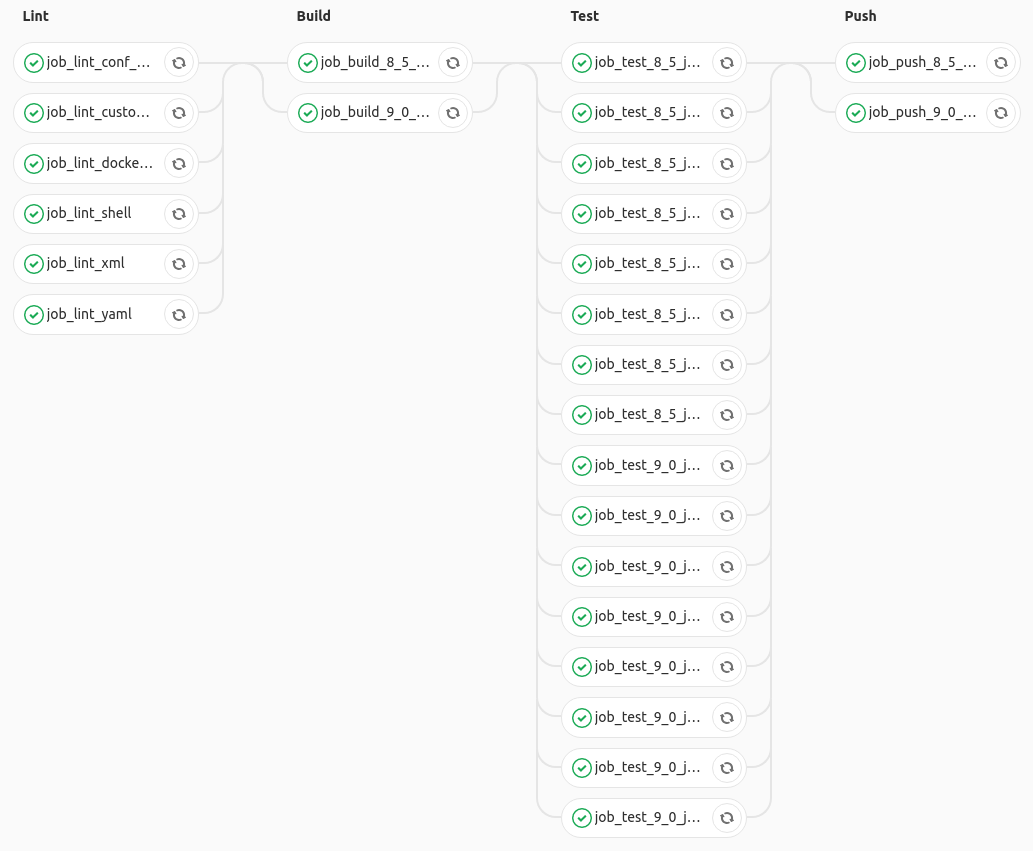 Lint
job_lint_conf_...
job_lint_custo...
job_lint_docke...
job_lint_shell
job_lint_xml
job_lint_yaml
Build
job_build_8_5_...
job_build_9_0_...
Test
job_test_8_5_j...
job_test_8_5_j...
job_test_8_5_j...
job_test_8_5_j...
job_test_8_5_j...
job_test_8_5_j...
job_test_8_5_j...
job_test_8_5_j...
job_test_9_0_j...
job_test_9_0_j...
job_test_9_0_j...
job_test_9_0_j...
job_test_9_0_j...
job_test_9_0_j...
job_test_9_0_j...
job_test_9_0_j...
Push
job_push_8_5_...
job_push_9_0_...